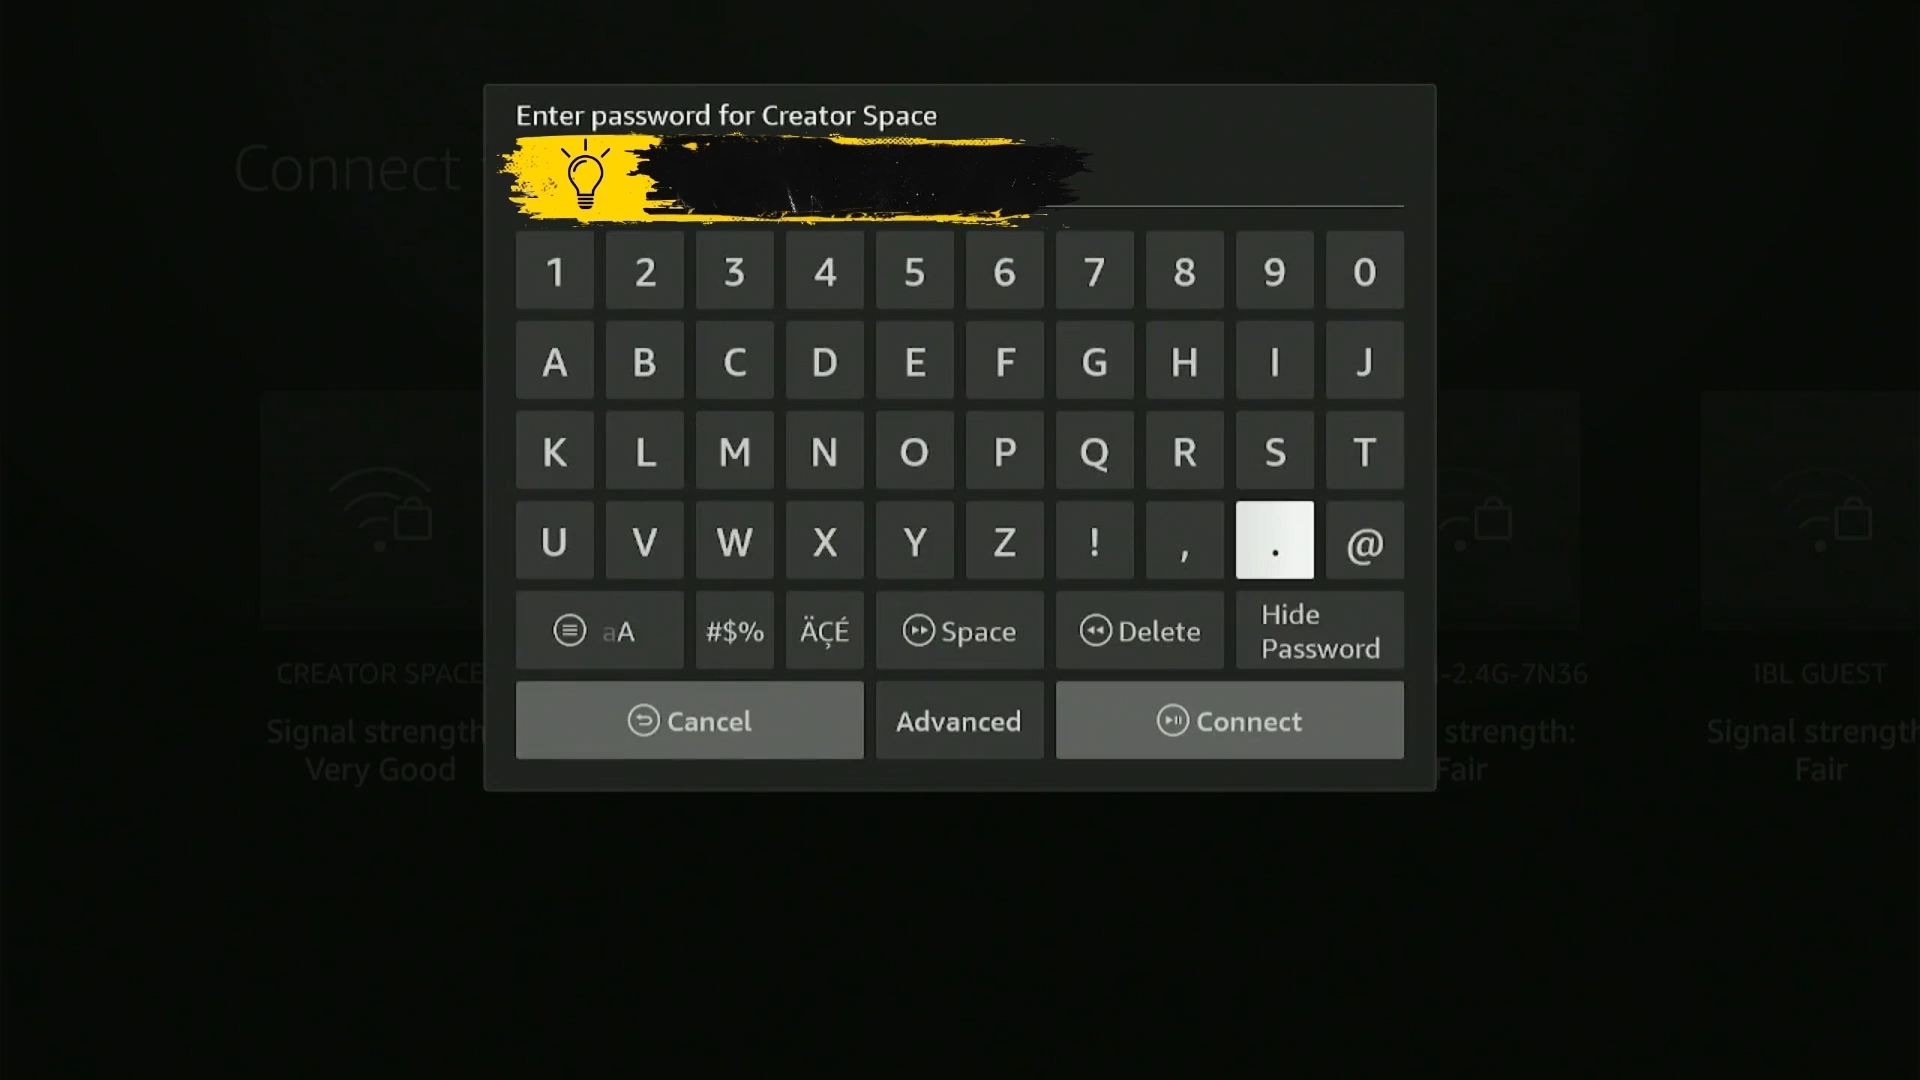 Enter password for Creator Space
Connect
1 2 3 4 5 6 7 8 9 0
A B C D E F G H I J
K L M N O P Q R S T
U V W X Y Z ! , . @
aA #$% ÄÇÉ Space Delete Hide Password
Cancel Advanced Connect
CREATOR SPACE
Signal strength
Very Good
-2.4G-7N36
strength:
Fair
IBL GUEST
Signal strength
Fair